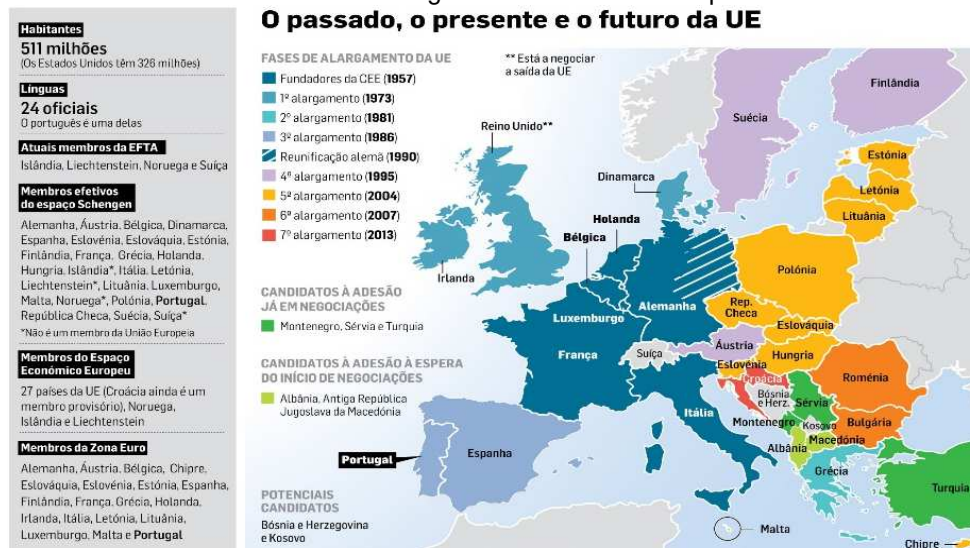 O passado, o presente e o futuro da UE
Habitantes
511 milhões
(Os Estados Unidos têm 326 milhões)
Línguas
24 oficiais
O português é uma delas
Atuais membros da EFTA
Islândia, Liechtenstein, Noruega e Suíça
Membros efetivos
do espaço Schengen
Alemanha, Áustria. Bélgica, Dinamarca,
Espanha, Eslovénia, Eslováquia, Estónia,
Finlândia, França. Grécia, Holanda,
Hungria, Islândia*, Itália. Letónia,
Liechtenstein*, Lituânia. Luxemburgo,
Malta, Noruega*, Polónia, Portugal,
República Checa, Suécia, Suíça*
*Não é um membro da União Europeia
Membros do Espaço
Económico Europeu
27 países da UE (Croácia ainda é um
membro provisório), Noruega,
Islândia e Liechtenstein
Membros da Zona Euro
Alemanha, Áustria. Bélgica, Chipre,
Eslováquia, Eslovénia, Estónia, Espanha,
Finlândia, França. Grécia, Holanda,
Irlanda, Itália, Letónia, Lituânia,
Luxemburgo, Malta e Portugal
FASES DE ALARGAMENTO DA UE
Fundadores da CEE (1957)
1º alargamento (1973)
2º alargamento (1981)
3º alargamento (1986)
Reunificação alemã (1990)
4º alargamento (1995)
5º alargamento (2004)
6º alargamento (2007)
7º alargamento (2013)
CANDIDATOS À ADESÃO
JÁ EM NEGOCIAÇÕES
Montenegro, Sérvia e Turquia
CANDIDATOS À ADESÃO À ESPERA
DO INÍCIO DE NEGOCIAÇÕES
Albânia, Antiga República
Jugoslava da Macedónia
POTENCIAIS
CANDIDATOS
Bósnia e Herzegovina
e Kosovo
** Está a negociar
a saída da UE
Finlândia
Suécia
Reino Unido**
Estónia
Dinamarca
Letónia
Holanda
Lituânia
Bélgica
Irlanda
Polónia
Alemanha
Rep.
Checa
Luxemburgo
Eslováquia
Áustria
França
Suíça
Hungria
Eslovénia
Croácia
Roménia
Bósnia
e Herz.
Sérvia
Itália
Montenegro
Kosovo
Bulgária
Macedónia
Albânia
Portugal
Espanha
Grécia
Turquia
Malta
Chipre